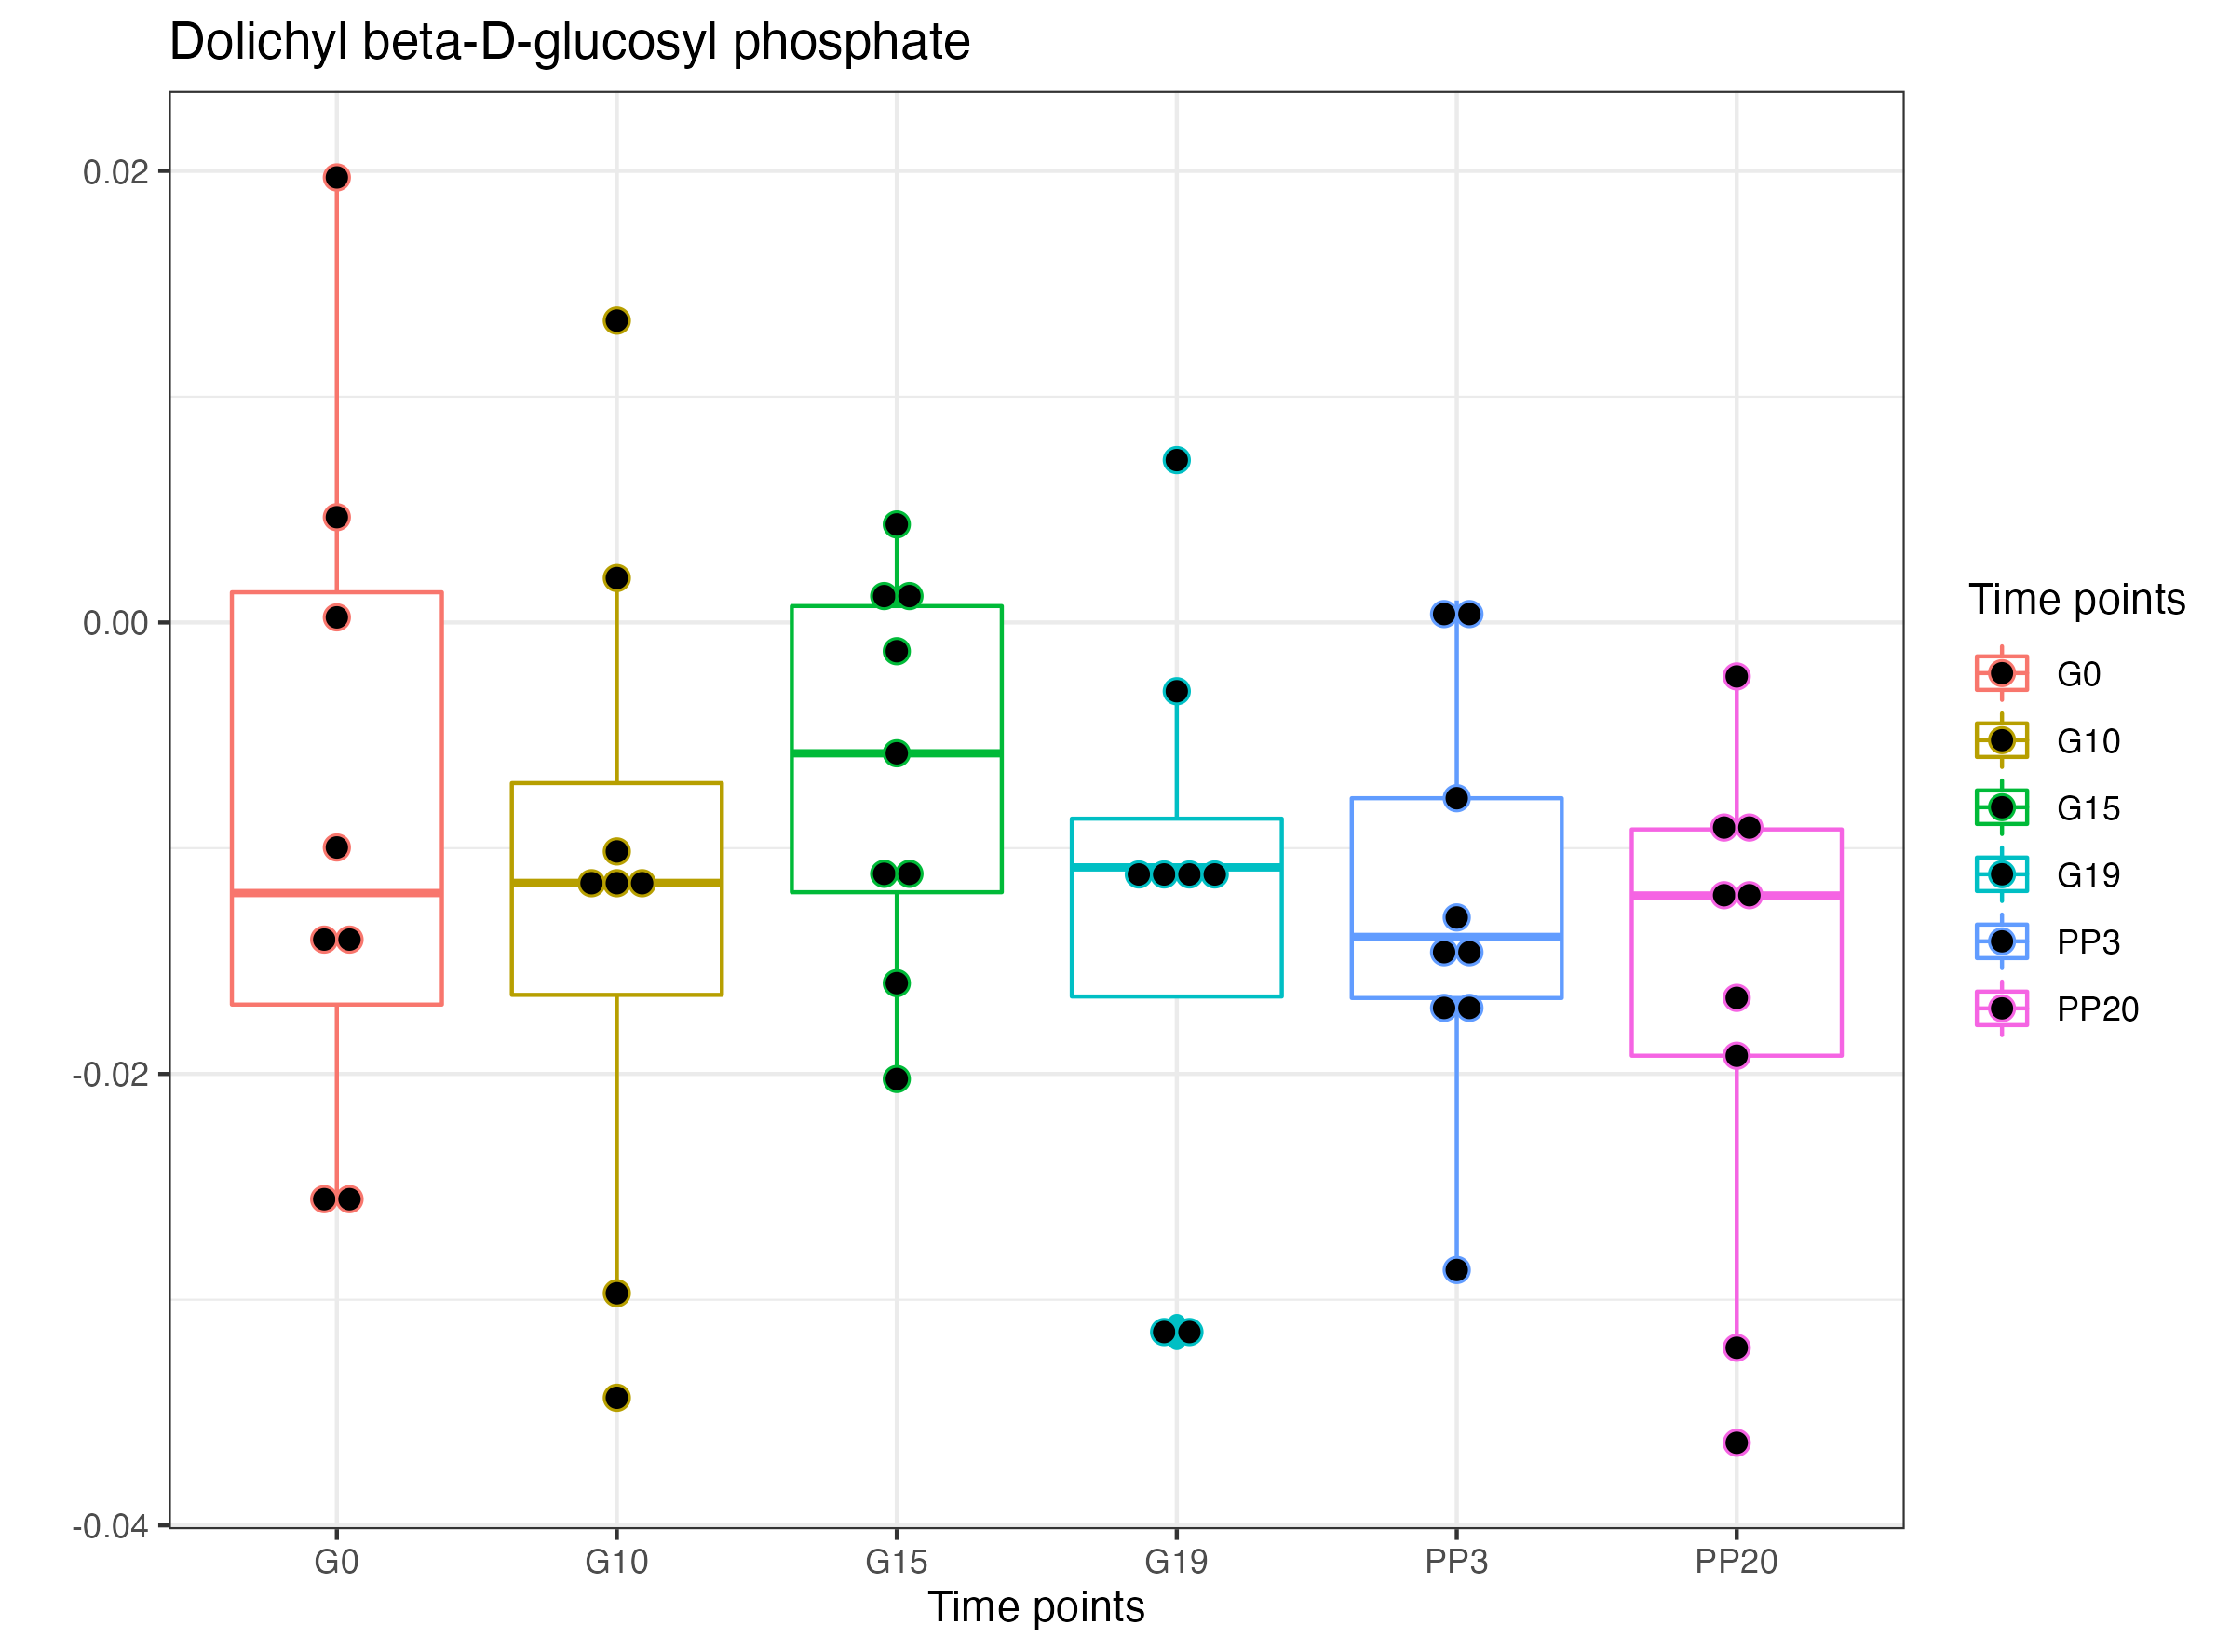 Dolichyl beta-D-glucosyl phosphate
0.02
0.00
-0.02
-0.04
G0 G10 G15 G19 PP3 PP20
Time points
Time points
G0
G10
G15
G19
PP3
PP20